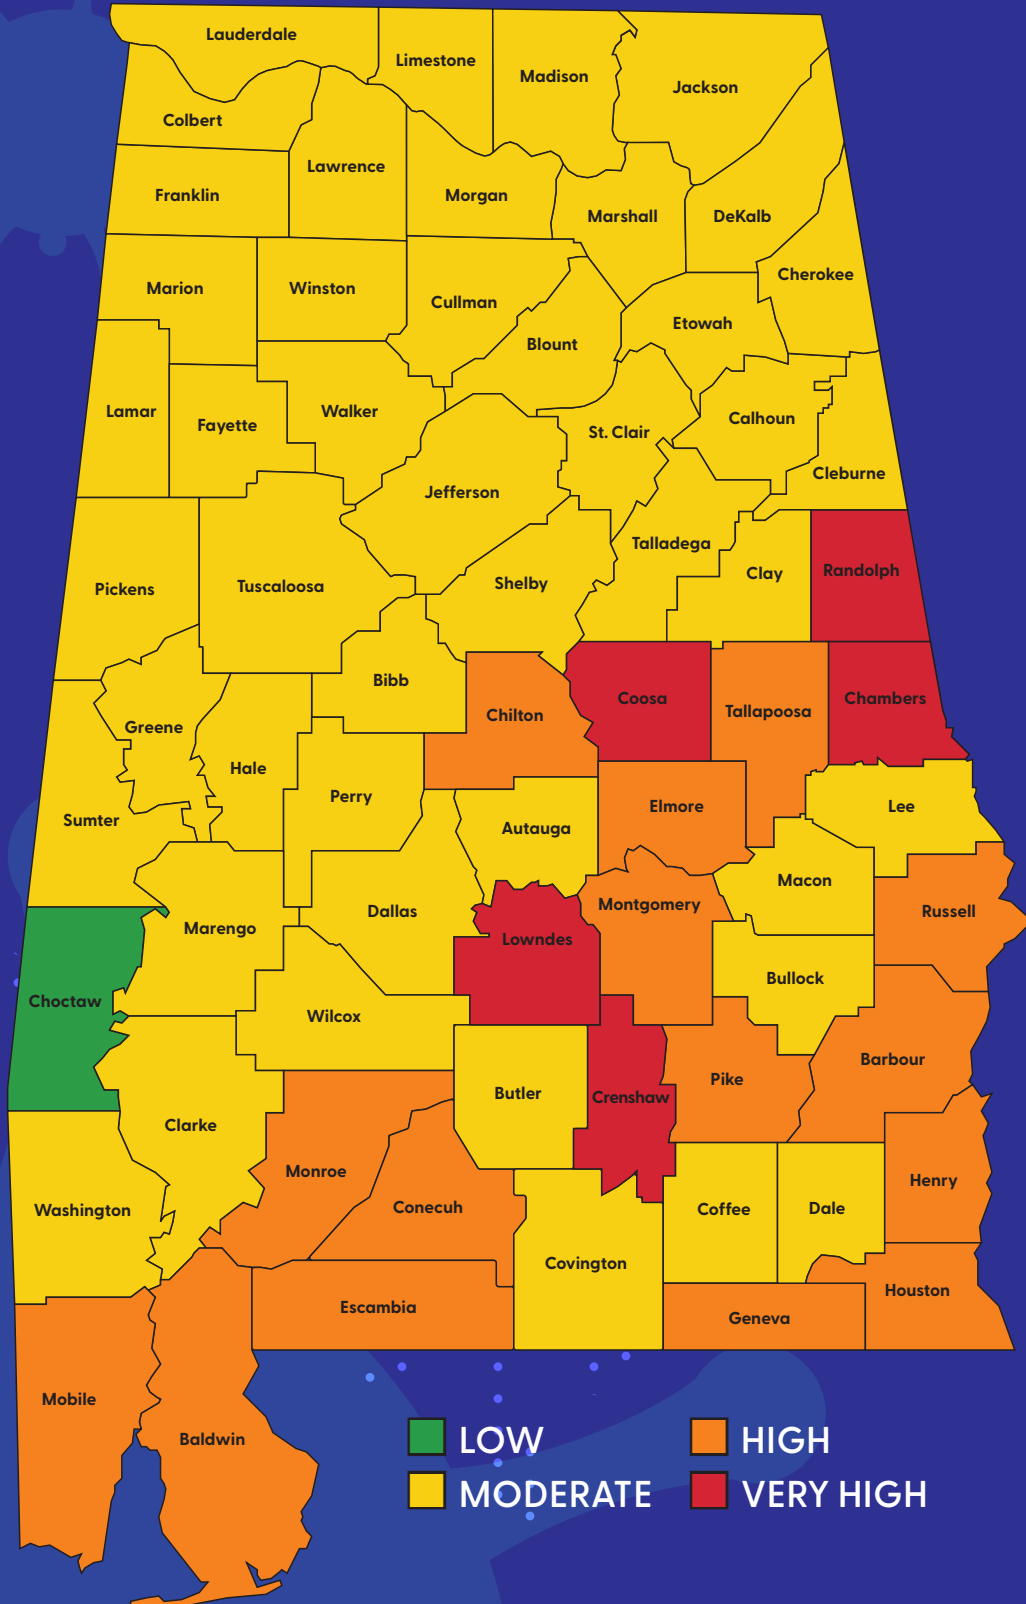 Lauderdale
Limestone
Madison
Jackson
Colbert
Lawrence
Franklin
Morgan
Marshall
DeKalb
Cherokee
Marion
Winston
Cullman
Etowah
Blount
Lamar
Fayette
Walker
St. Clair
Calhoun
Cleburne
Jefferson
Talladega
Randolph
Clay
Pickens
Tuscaloosa
Shelby
Bibb
Coosa
Chambers
Tallapoosa
Chilton
Greene
Hale
Perry
Elmore
Lee
Sumter
Autauga
Macon
Montgomery
Russell
Dallas
Marengo
Lowndes
Bullock
Choctaw
Wilcox
Barbour
Pike
Butler
Crenshaw
Clarke
Monroe
Henry
Conecuh
Coffee
Dale
Washington
Covington
Houston
Escambia
Geneva
Mobile
Baldwin
LOW
HIGH
MODERATE
VERY HIGH